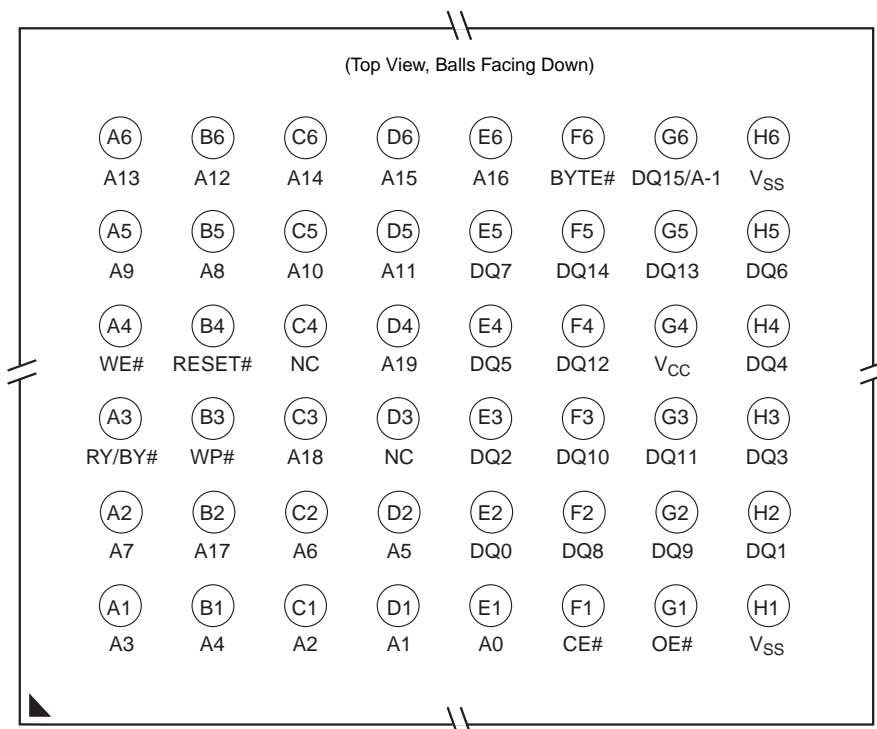 (Top View, Balls Facing Down)
A6 B6 C6 D6 E6 F6 G6 H6
A13 A12 A14 A15 A16 BYTE# DQ15/A-1 VSS
A5 B5 C5 D5 E5 F5 G5 H5
A9 A8 A10 A11 DQ7 DQ14 DQ13 DQ6
A4 B4 C4 D4 E4 F4 G4 H4
WE# RESET# NC A19 DQ5 DQ12 VCC DQ4
A3 B3 C3 D3 E3 F3 G3 H3
RY/BY# WP# A18 NC DQ2 DQ10 DQ11 DQ3
A2 B2 C2 D2 E2 F2 G2 H2
A7 A17 A6 A5 DQ0 DQ8 DQ9 DQ1
A1 B1 C1 D1 E1 F1 G1 H1
A3 A4 A2 A1 A0 CE# OE# VSS